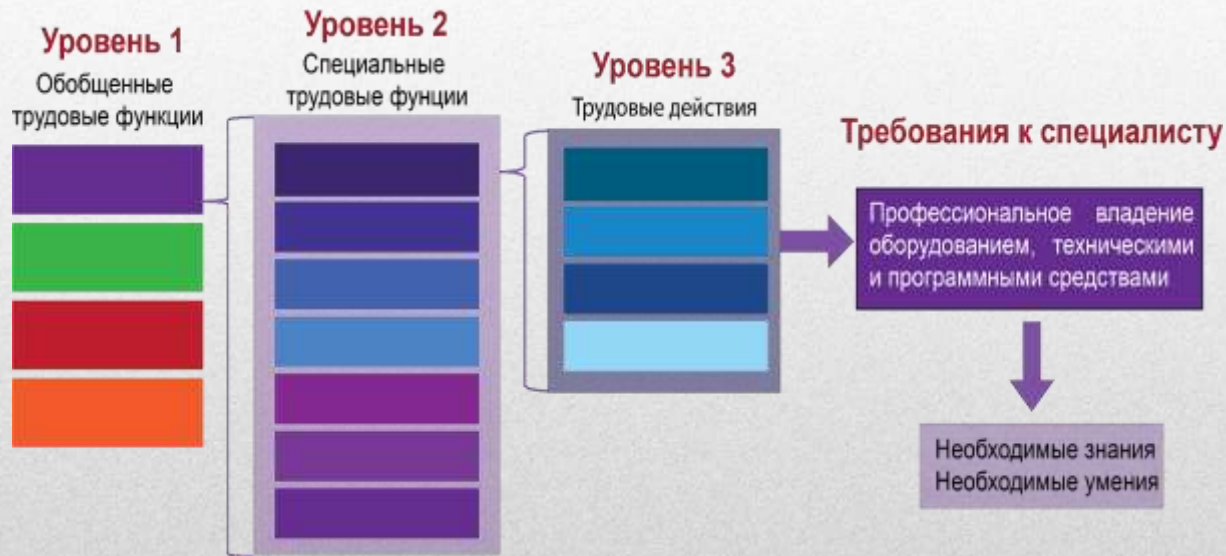 Уровень 1
Обобщенные
трудовые функции
Уровень 2
Специальные
трудовые фунции
Уровень 3
Трудовые действия
Требования к специалисту
Профессиональное владение
оборудованием, техническими
и программными средствами
Необходимые знания
Необходимые умения